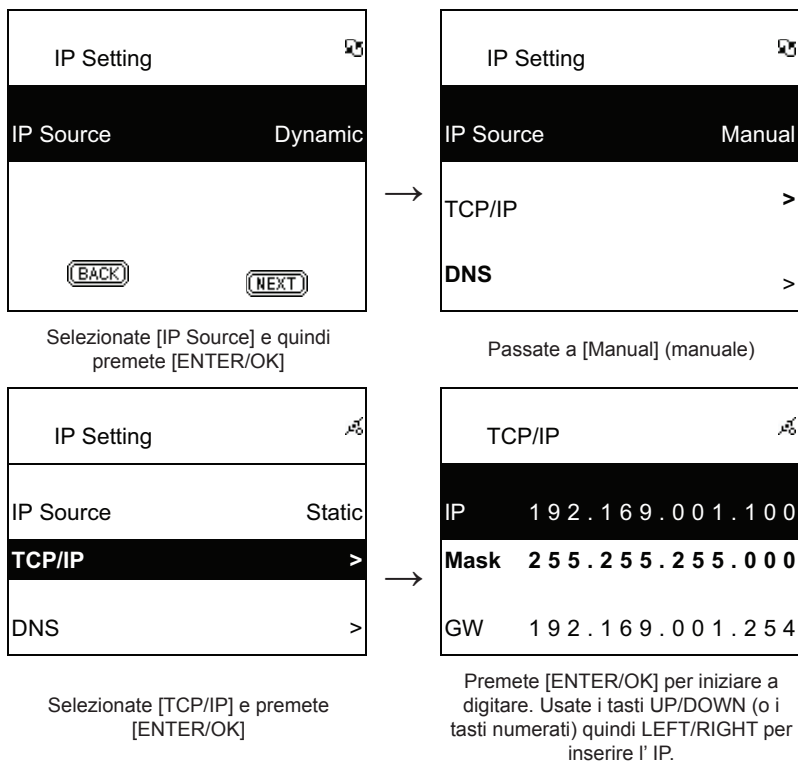 IP Setting
IP Source Dynamic
BACK NEXT
Selezionate [IP Source] e quindi
premete [ENTER/OK]
→
IP Setting
IP Source Manual
TCP/IP >
DNS >
Passate a [Manual] (manuale)
IP Setting
IP Source Static
TCP/IP >
DNS >
Selezionate [TCP/IP] e premete
[ENTER/OK]
→
TCP/IP
IP 192.169.001.100
Mask 255.255.255.000
GW 192.169.001.254
Premete [ENTER/OK] per iniziare a
digitare. Usate i tasti UP/DOWN (o i
tasti numerati) quindi LEFT/RIGHT per
inserire l' IP.